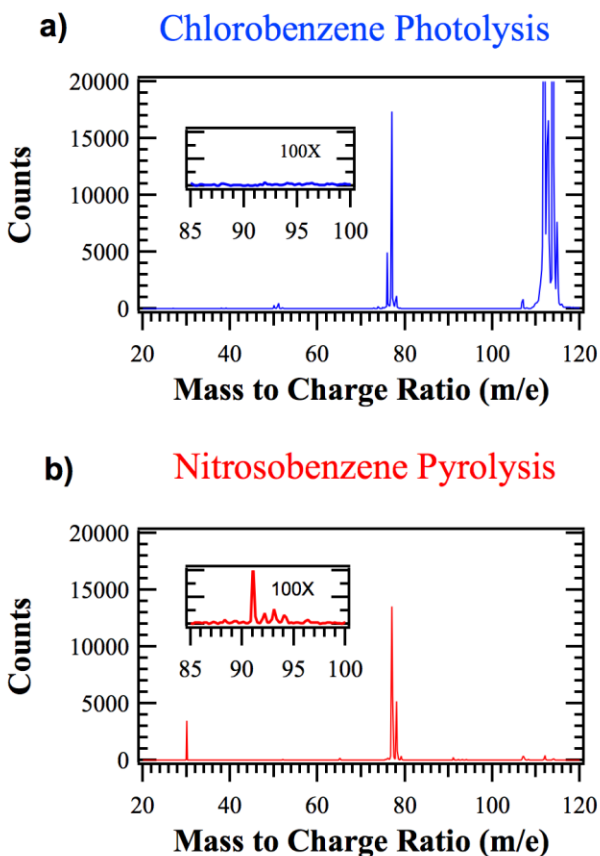 a) Chlorobenzene Photolysis
20000
15000
10000
5000
0
Counts
100X
85 90 95 100
20 40 60 80 100 120
Mass to Charge Ratio (m/e)
b) Nitrosobenzene Pyrolysis
20000
15000
10000
5000
0
Counts
100X
85 90 95 100
20 40 60 80 100 120
Mass to Charge Ratio (m/e)